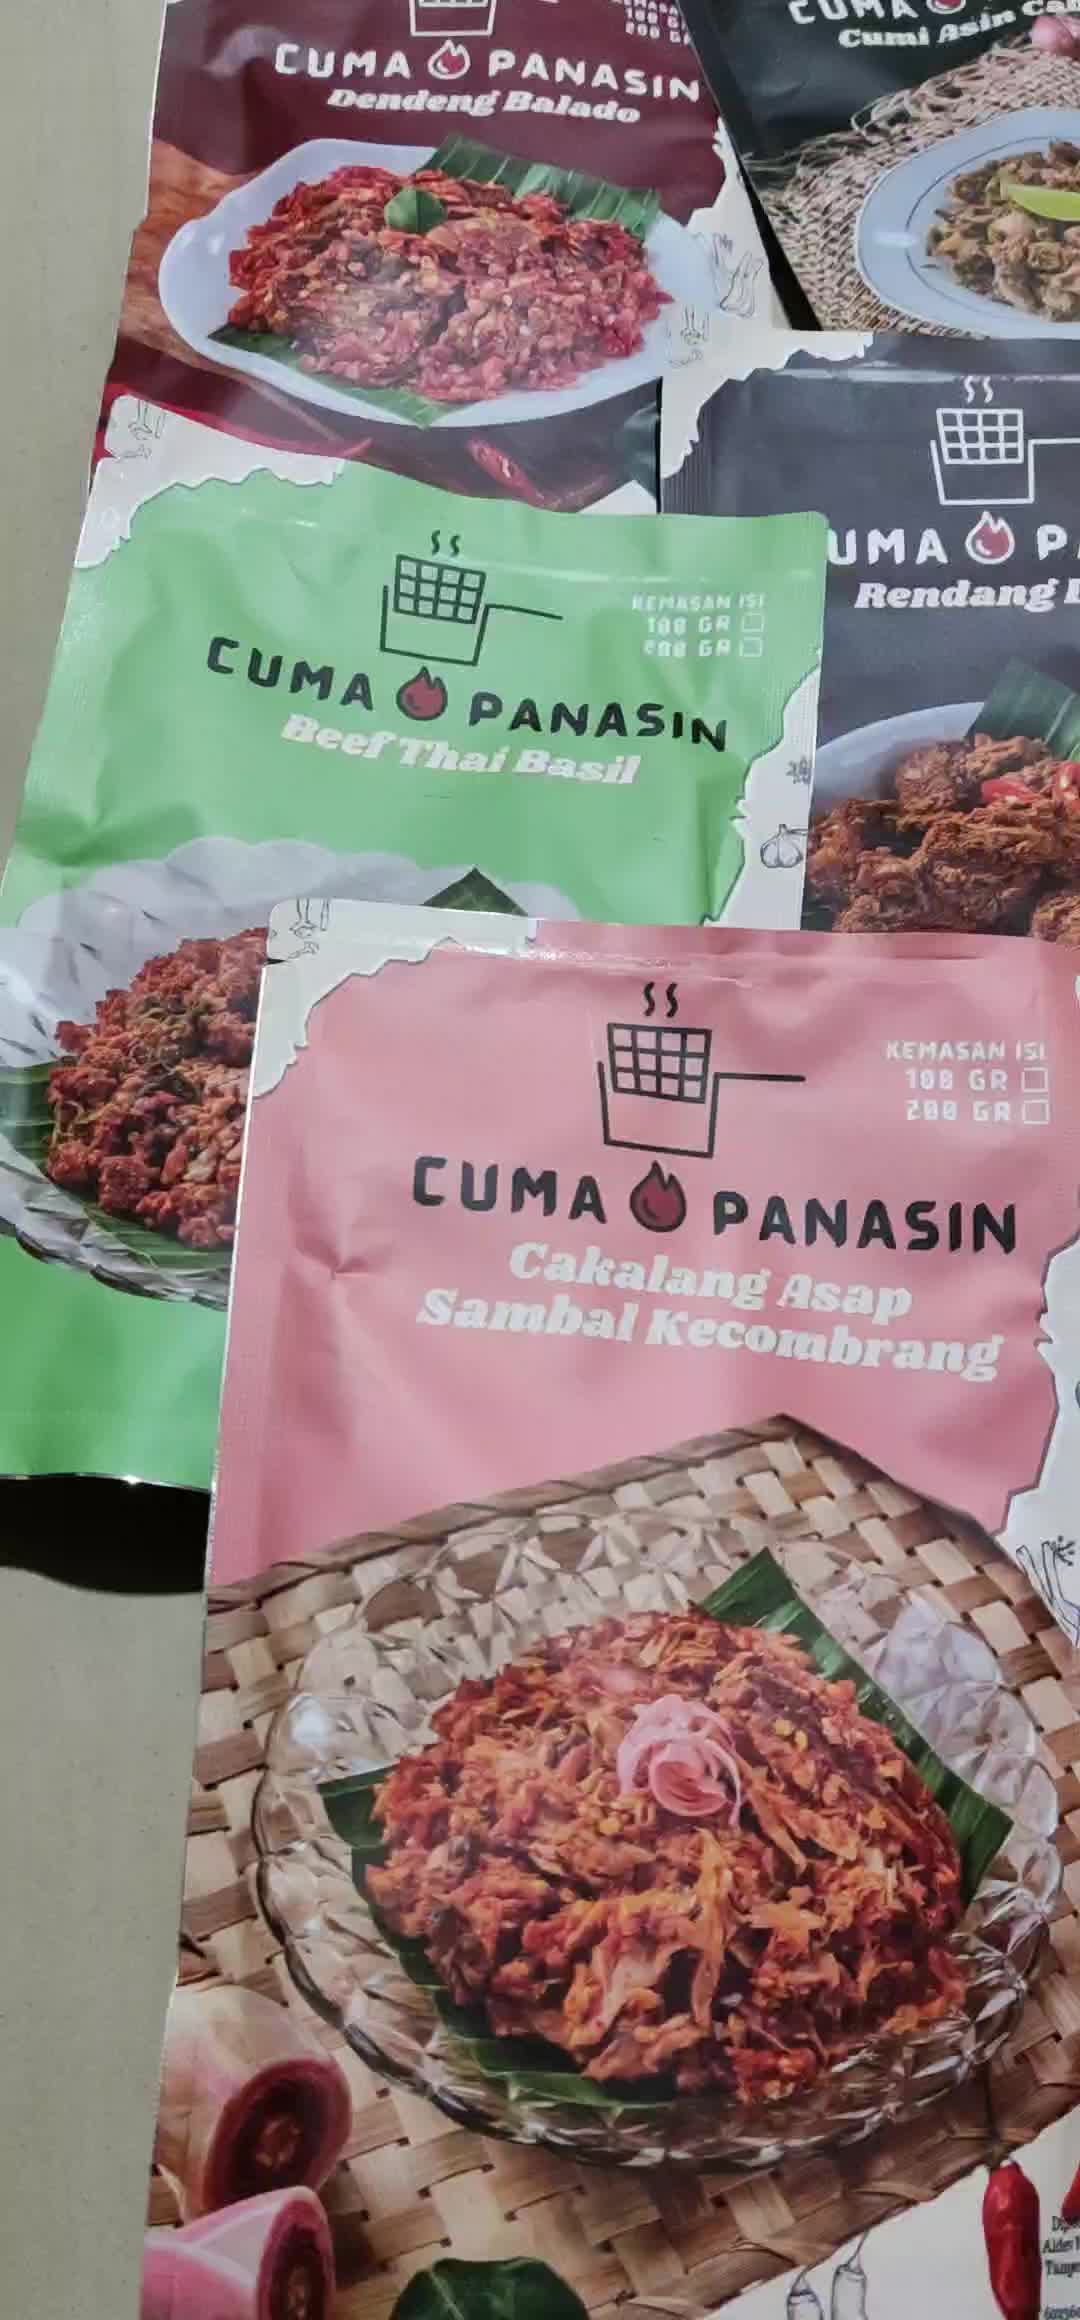 CUMA PANASIN
Dendeng Balado
CUMA
Cumi Asin
KEMASAN ISI
100 GR
200 GR
CUMA PANASIN
Beef Thai Basil
UMA PA
Rendang
KEMASAN ISI
100 GR
200 GR
CUMA PANASIN
Cakalang Asap
Sambal Kecombrang